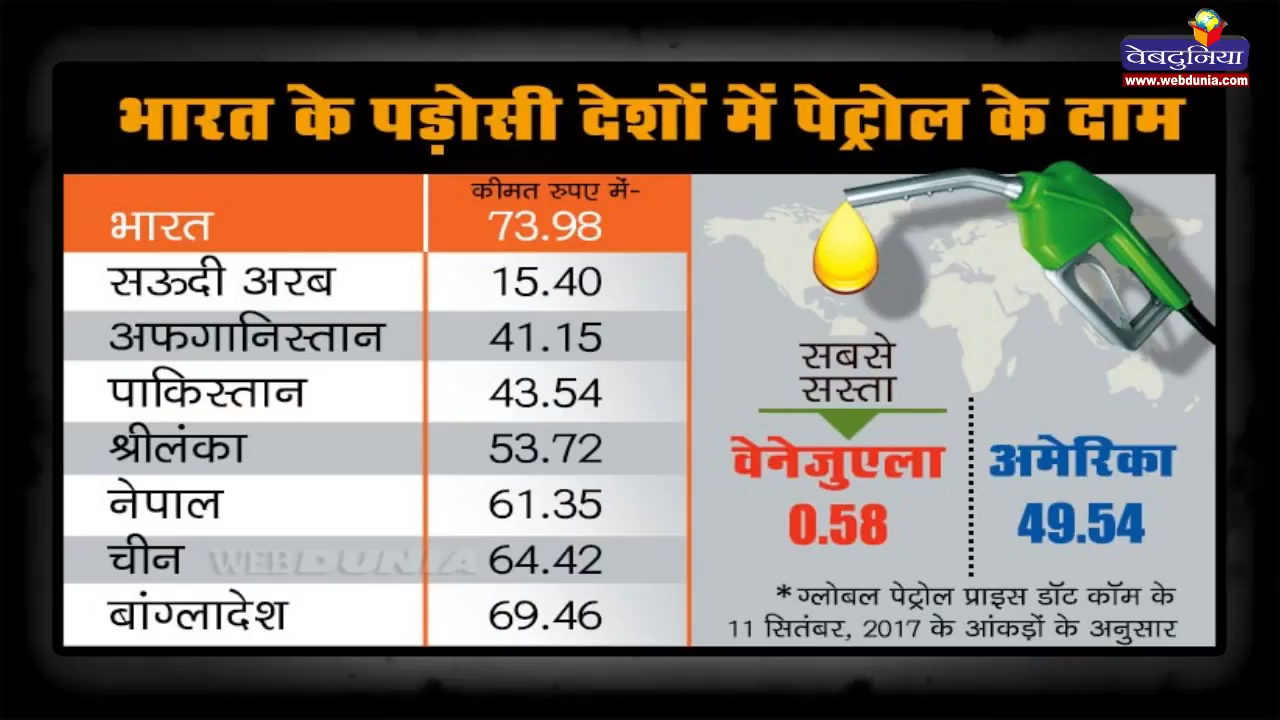 वेबदुनिया
www.webdunia.com
भारत के पड़ोसी देशों में पेट्रोल के दाम
कीमत रुपए में-
भारत 73.98
सऊदी अरब 15.40
अफगानिस्तान 41.15
पाकिस्तान 43.54
श्रीलंका 53.72
नेपाल 61.35
चीन 64.42
बांग्लादेश 69.46
WEBDUNIA
सबसे
सस्ता
वेनेजुएला
0.58
अमेरिका
49.54
*ग्लोबल पेट्रोल प्राइस डॉट कॉम के
11 सितंबर, 2017 के आंकड़ों के अनुसार